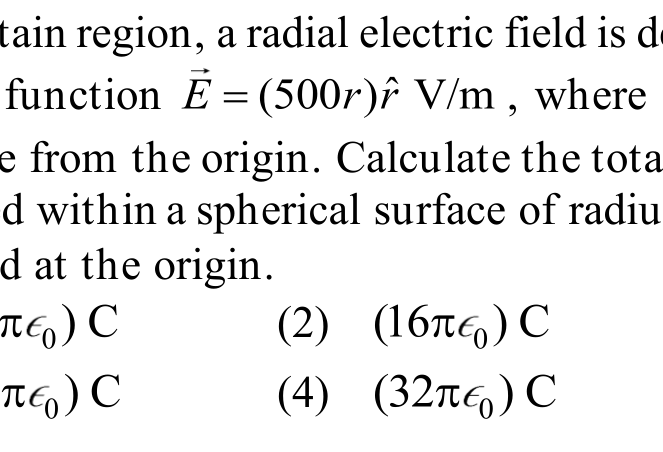 tain region, a radial electric field is d
function \vec{E} = (500r)\hat{r} V/m , where
e from the origin. Calculate the tota
d within a spherical surface of radiu
d at the origin.
πϵ₀) C (2) (16πϵ₀) C
πϵ₀) C (4) (32πϵ₀) C